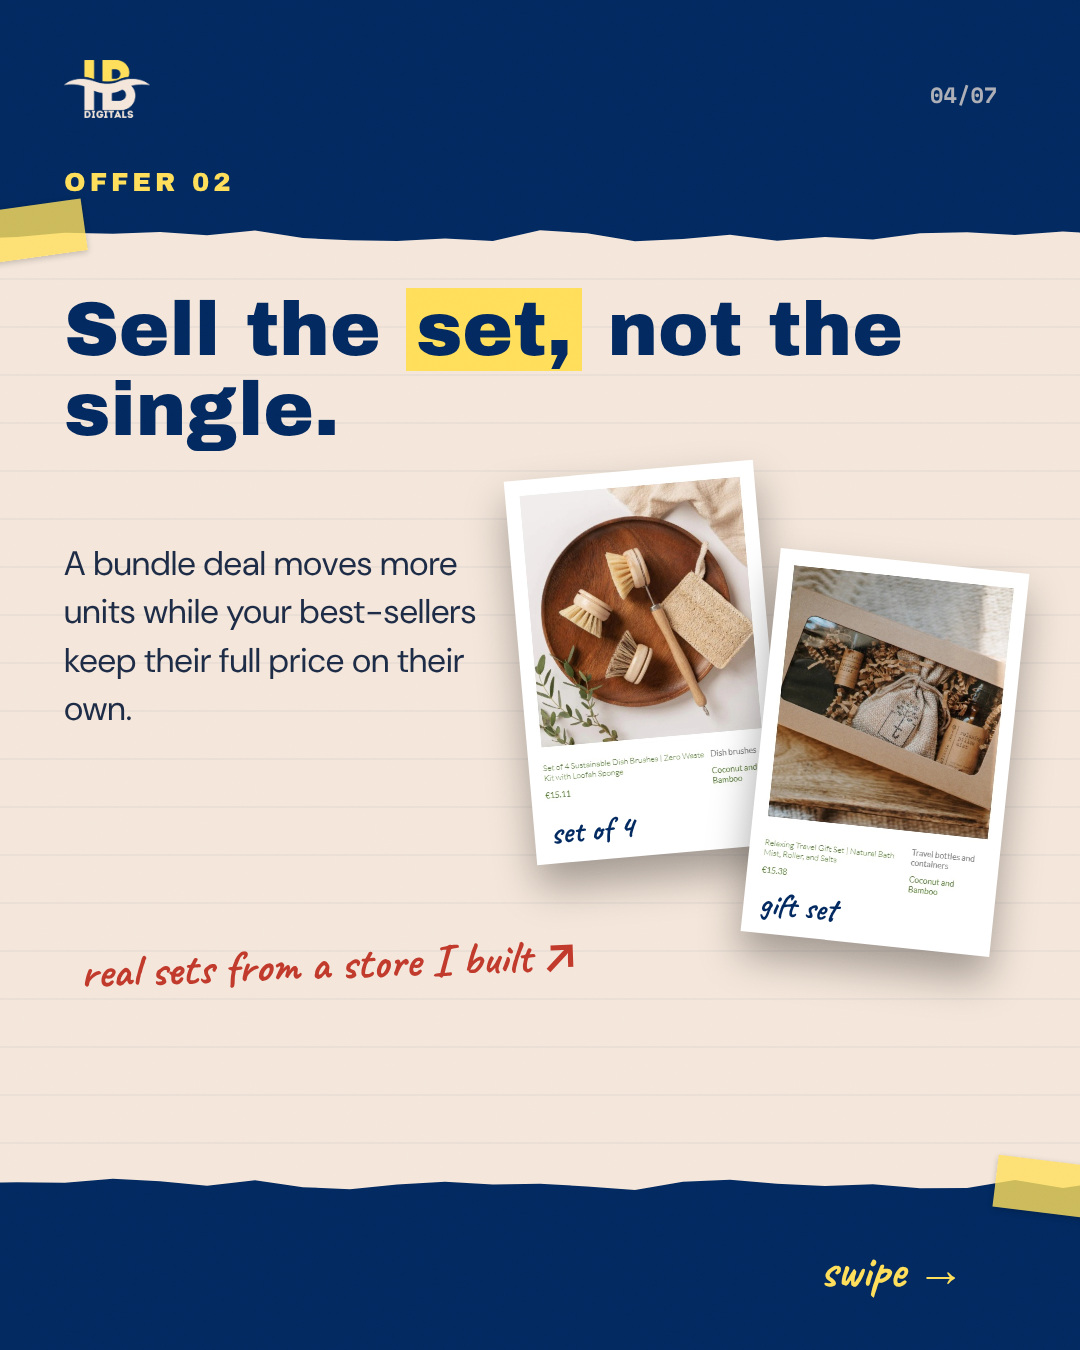 HB
DIGITALS
04/07
OFFER 02
Sell the set, not the
single.
A bundle deal moves more
units while your best-sellers
keep their full price on their
own.
Set of 4 Sustainable Dish Brushes | Zero Waste
Kit with Loofah Sponge
€15.11
Dish brushes
Coconut and
Bamboo
set of 4
Relaxing Travel Gift Set | Natural Bath
Mist, Roller, and Salts
€15.38
Travel bottles and
containers
Coconut and
Bamboo
gift set
real sets from a store I built ↗
swipe →